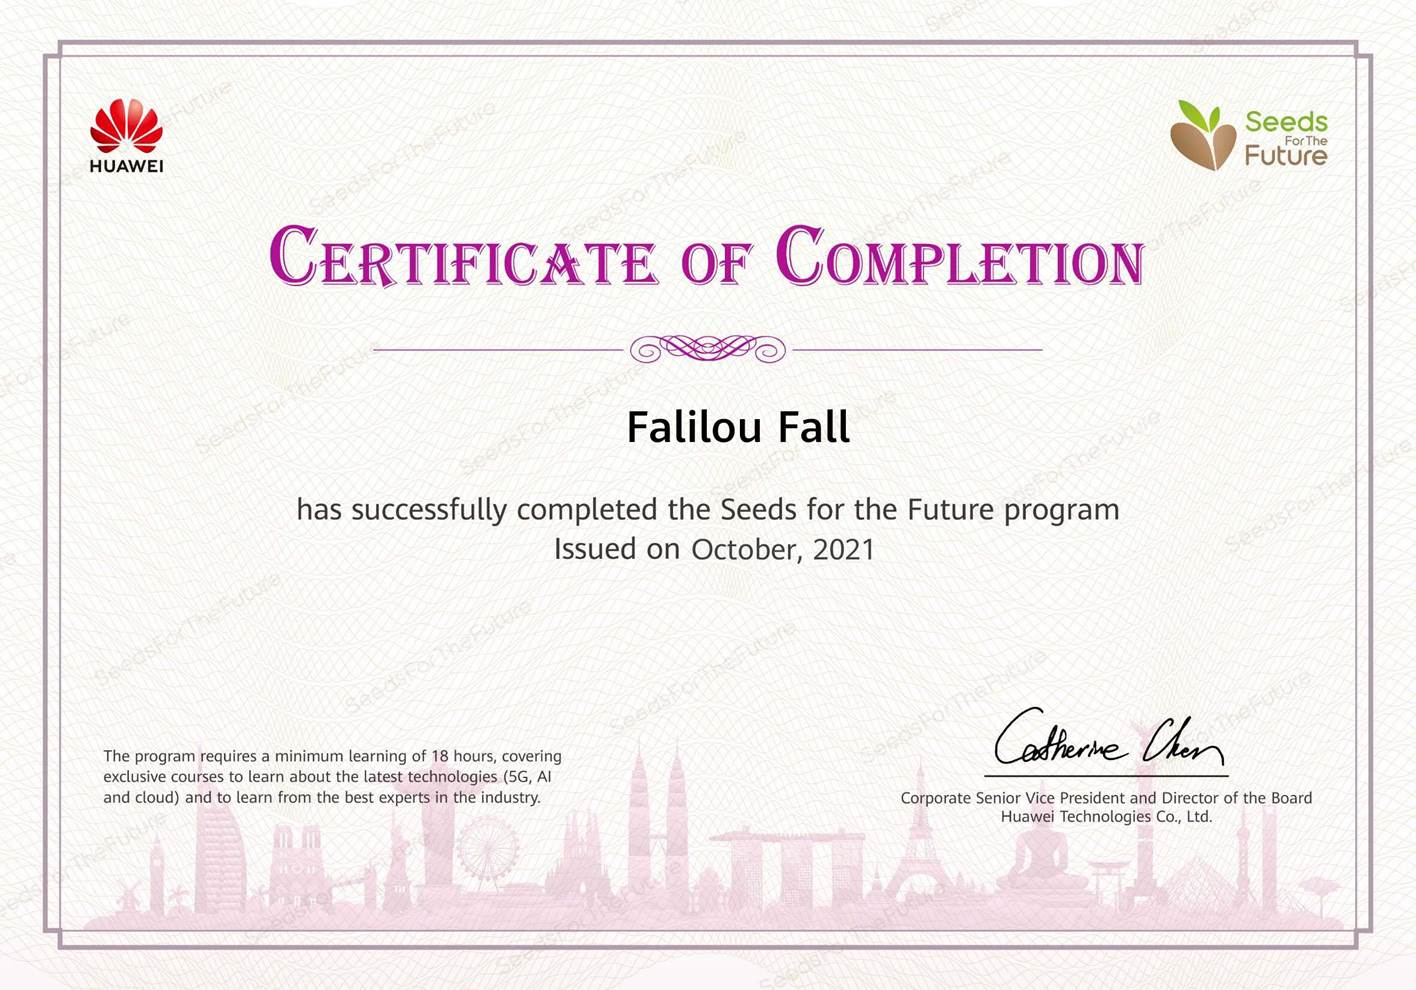 HUAWEI
Seeds
For The
Future
CERTIFICATE OF COMPLETION
Falilou Fall
has successfully completed the Seeds for the Future program
Issued on October, 2021
The program requires a minimum learning of 18 hours, covering
exclusive courses to learn about the latest technologies (5G, AI
and cloud) and to learn from the best experts in the industry.
Catherine Chen
Corporate Senior Vice President and Director of the Board
Huawei Technologies Co., Ltd.
SeedsForTheFuture